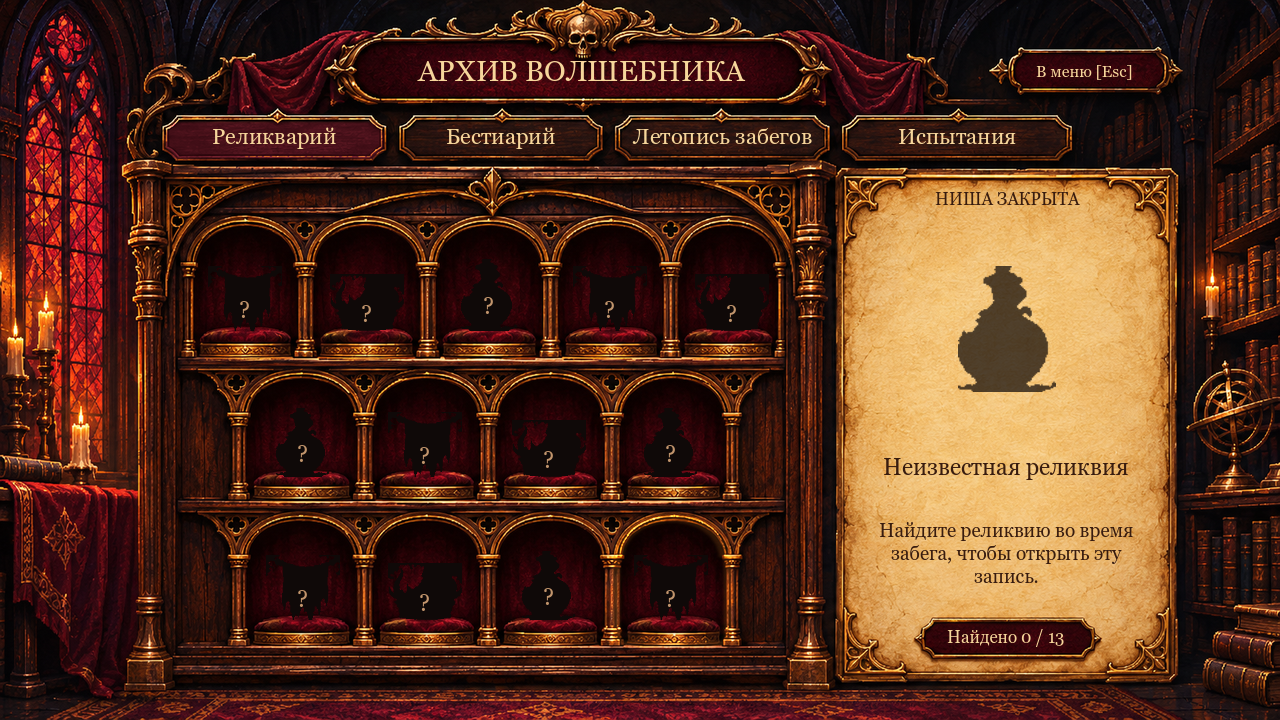 АРХИВ ВОЛШЕБНИКА
В меню [Esc]
Реликварий
Бестиарий
Летопись забегов
Испытания
НИША ЗАКРЫТА
? ? ? ? ?
? ? ? ?
? ? ? ?
Неизвестная реликвия
Найдите реликвию во время
забега, чтобы открыть эту
запись.
Найдено 0 / 13